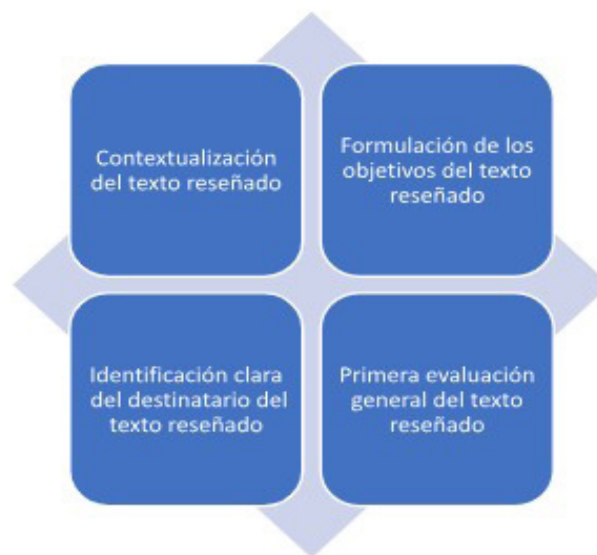 Contextualización
del texto reseñado
Formulación de los
objetivos del texto
reseñado
Identificación clara
del destinatario del
texto reseñado
Primera evaluación
general del texto
reseñado